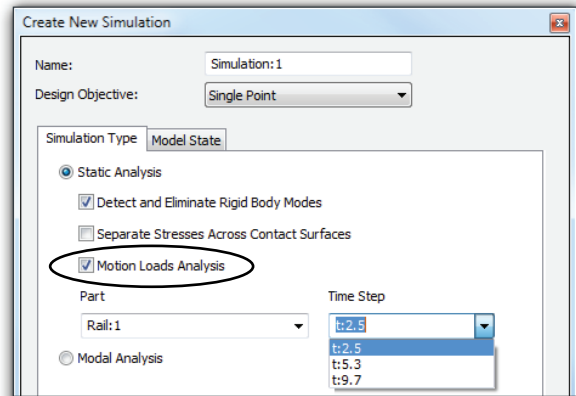 Create New Simulation
Name: Simulation:1
Design Objective: Single Point
Simulation Type Model State
Static Analysis
Detect and Eliminate Rigid Body Modes
Separate Stresses Across Contact Surfaces
Motion Loads Analysis
Part Time Step
Rail:1 t:2.5
t:2.5
Modal Analysis t:5.3
t:9.7